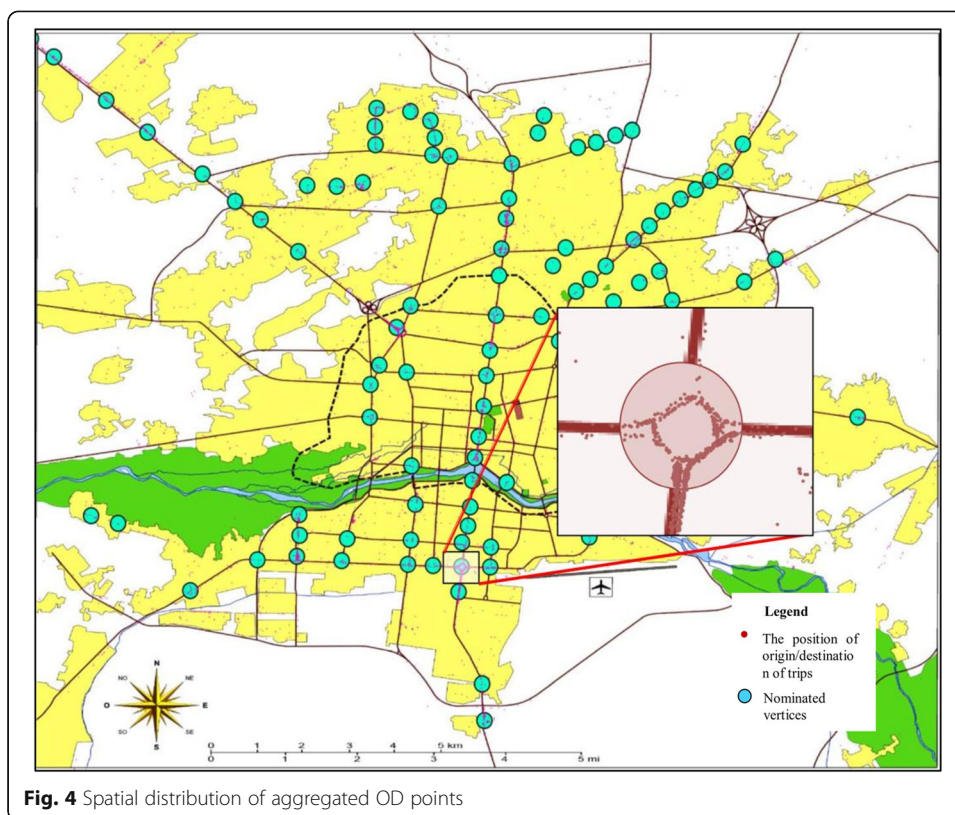 N
NO
NE
O
E
SO
SE
S
0 1 2 3 4 5 km
0 1 2 3 4 5 mi
Legend
The position of
origin/destinatio
n of trips
Nominated
vertices
Fig. 4 Spatial distribution of aggregated OD points